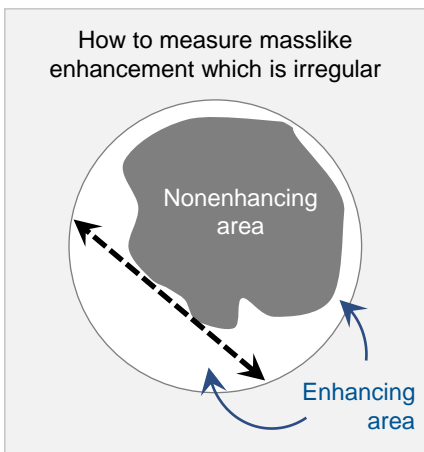 How to measure masslike
enhancement which is irregular
Nonenhancing
area
Enhancing
area